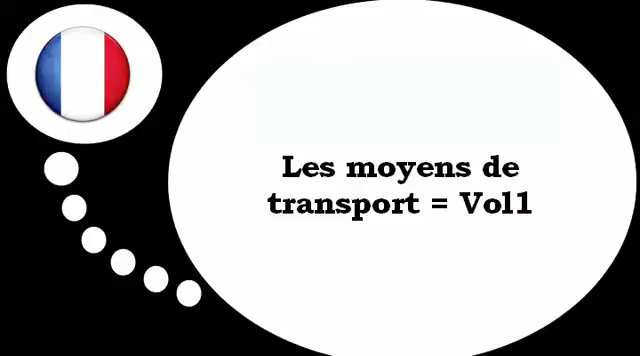 Les moyens de
transport = Vol1